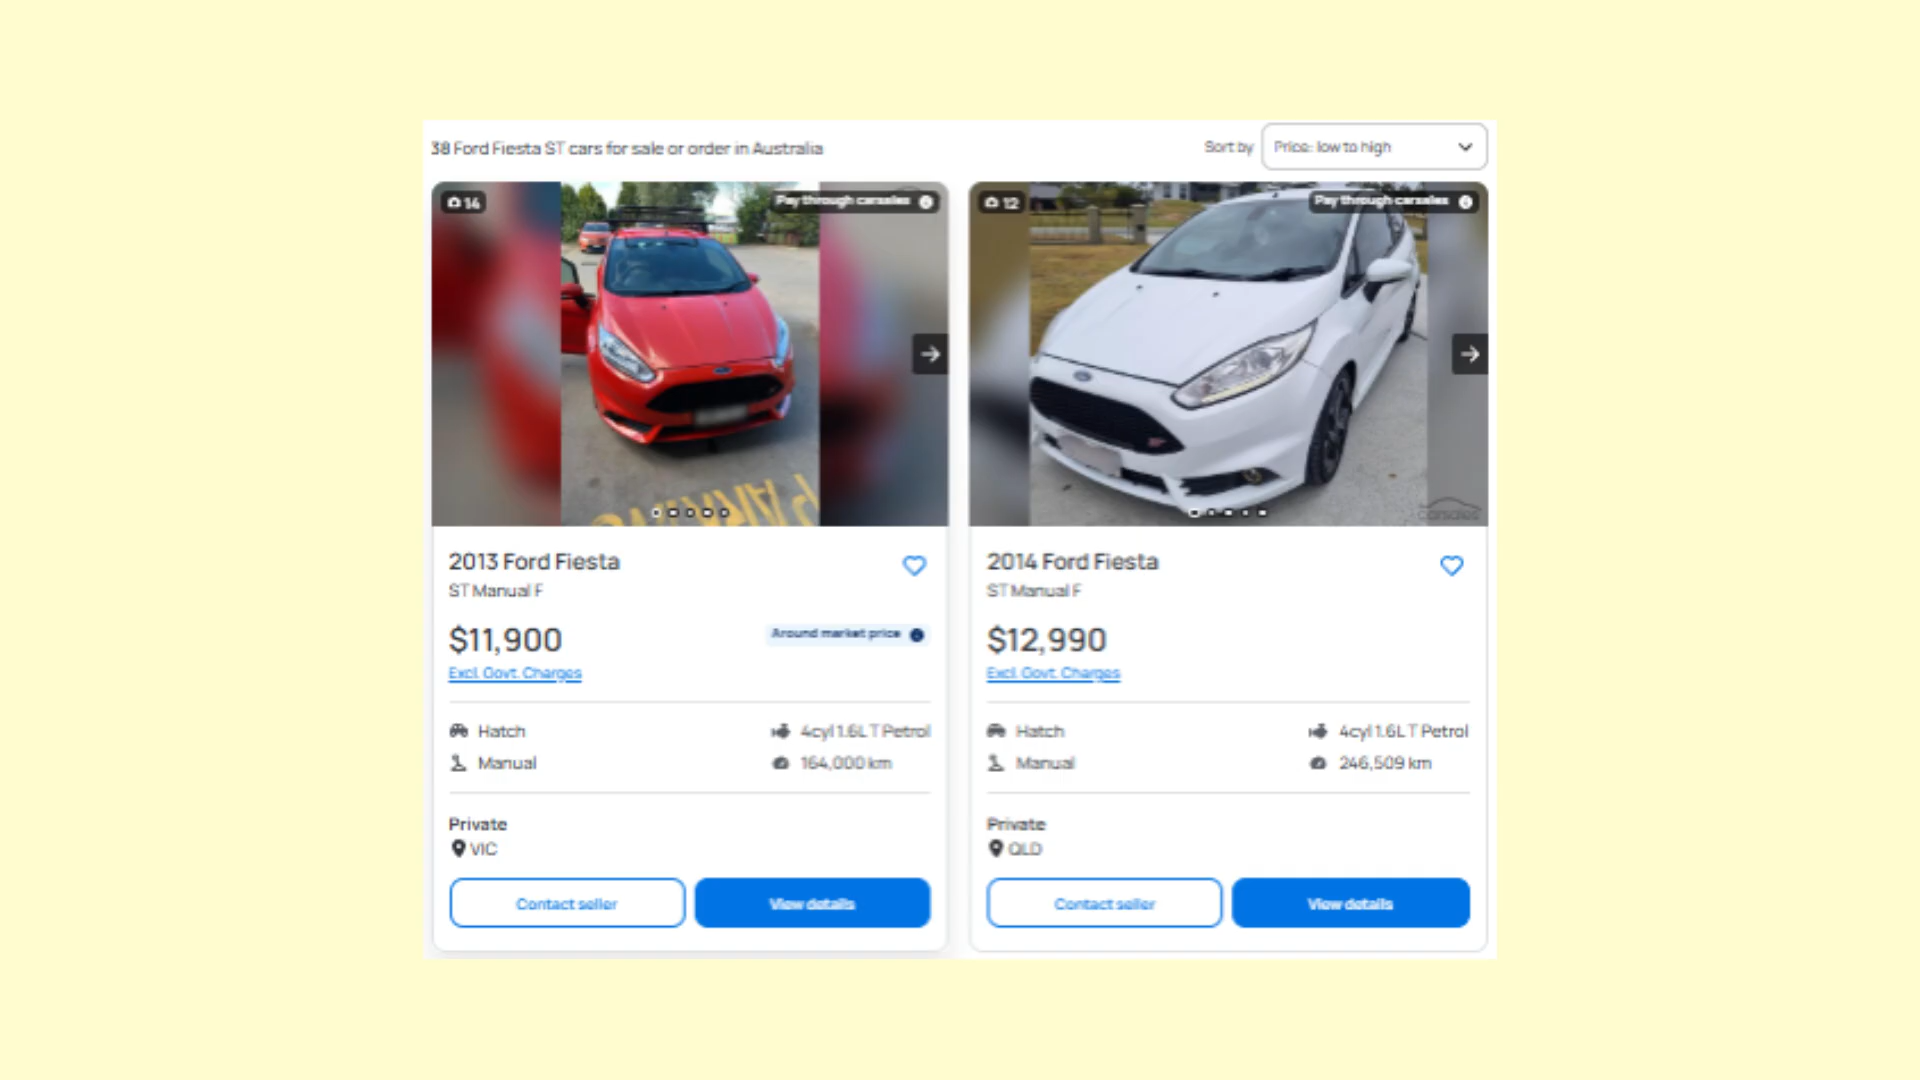 38 Ford Fiesta ST cars for sale or order in Australia
Sort by
Price: low to high
14
Pay through carsales
PARKING
2013 Ford Fiesta
ST Manual F
$11,900
Around market price
Excl. Govt. Charges
Hatch
4cyl 1.6L T Petrol
Manual
164,000 km
Private
VIC
Contact seller
View details
12
Pay through carsales
carsales
2014 Ford Fiesta
ST Manual F
$12,990
Excl. Govt. Charges
Hatch
4cyl 1.6L T Petrol
Manual
246,509 km
Private
QLD
Contact seller
View details